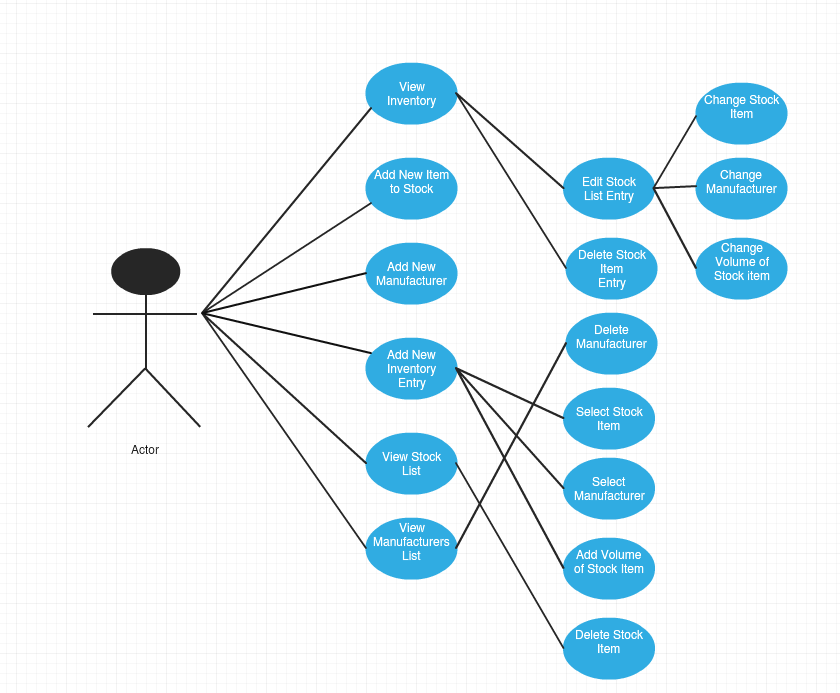 View
Inventory
Add New Item
to Stock
Add New
Manufacturer
Add New
Inventory
Entry
View Stock
List
View
Manufacturers
List
Edit Stock
List Entry
Delete Stock
Item
Entry
Delete
Manufacturer
Select Stock
Item
Select
Manufacturer
Add Volume
of Stock Item
Delete Stock
Item
Change Stock
Item
Change
Manufacturer
Change
Volume of
Stock item
Actor